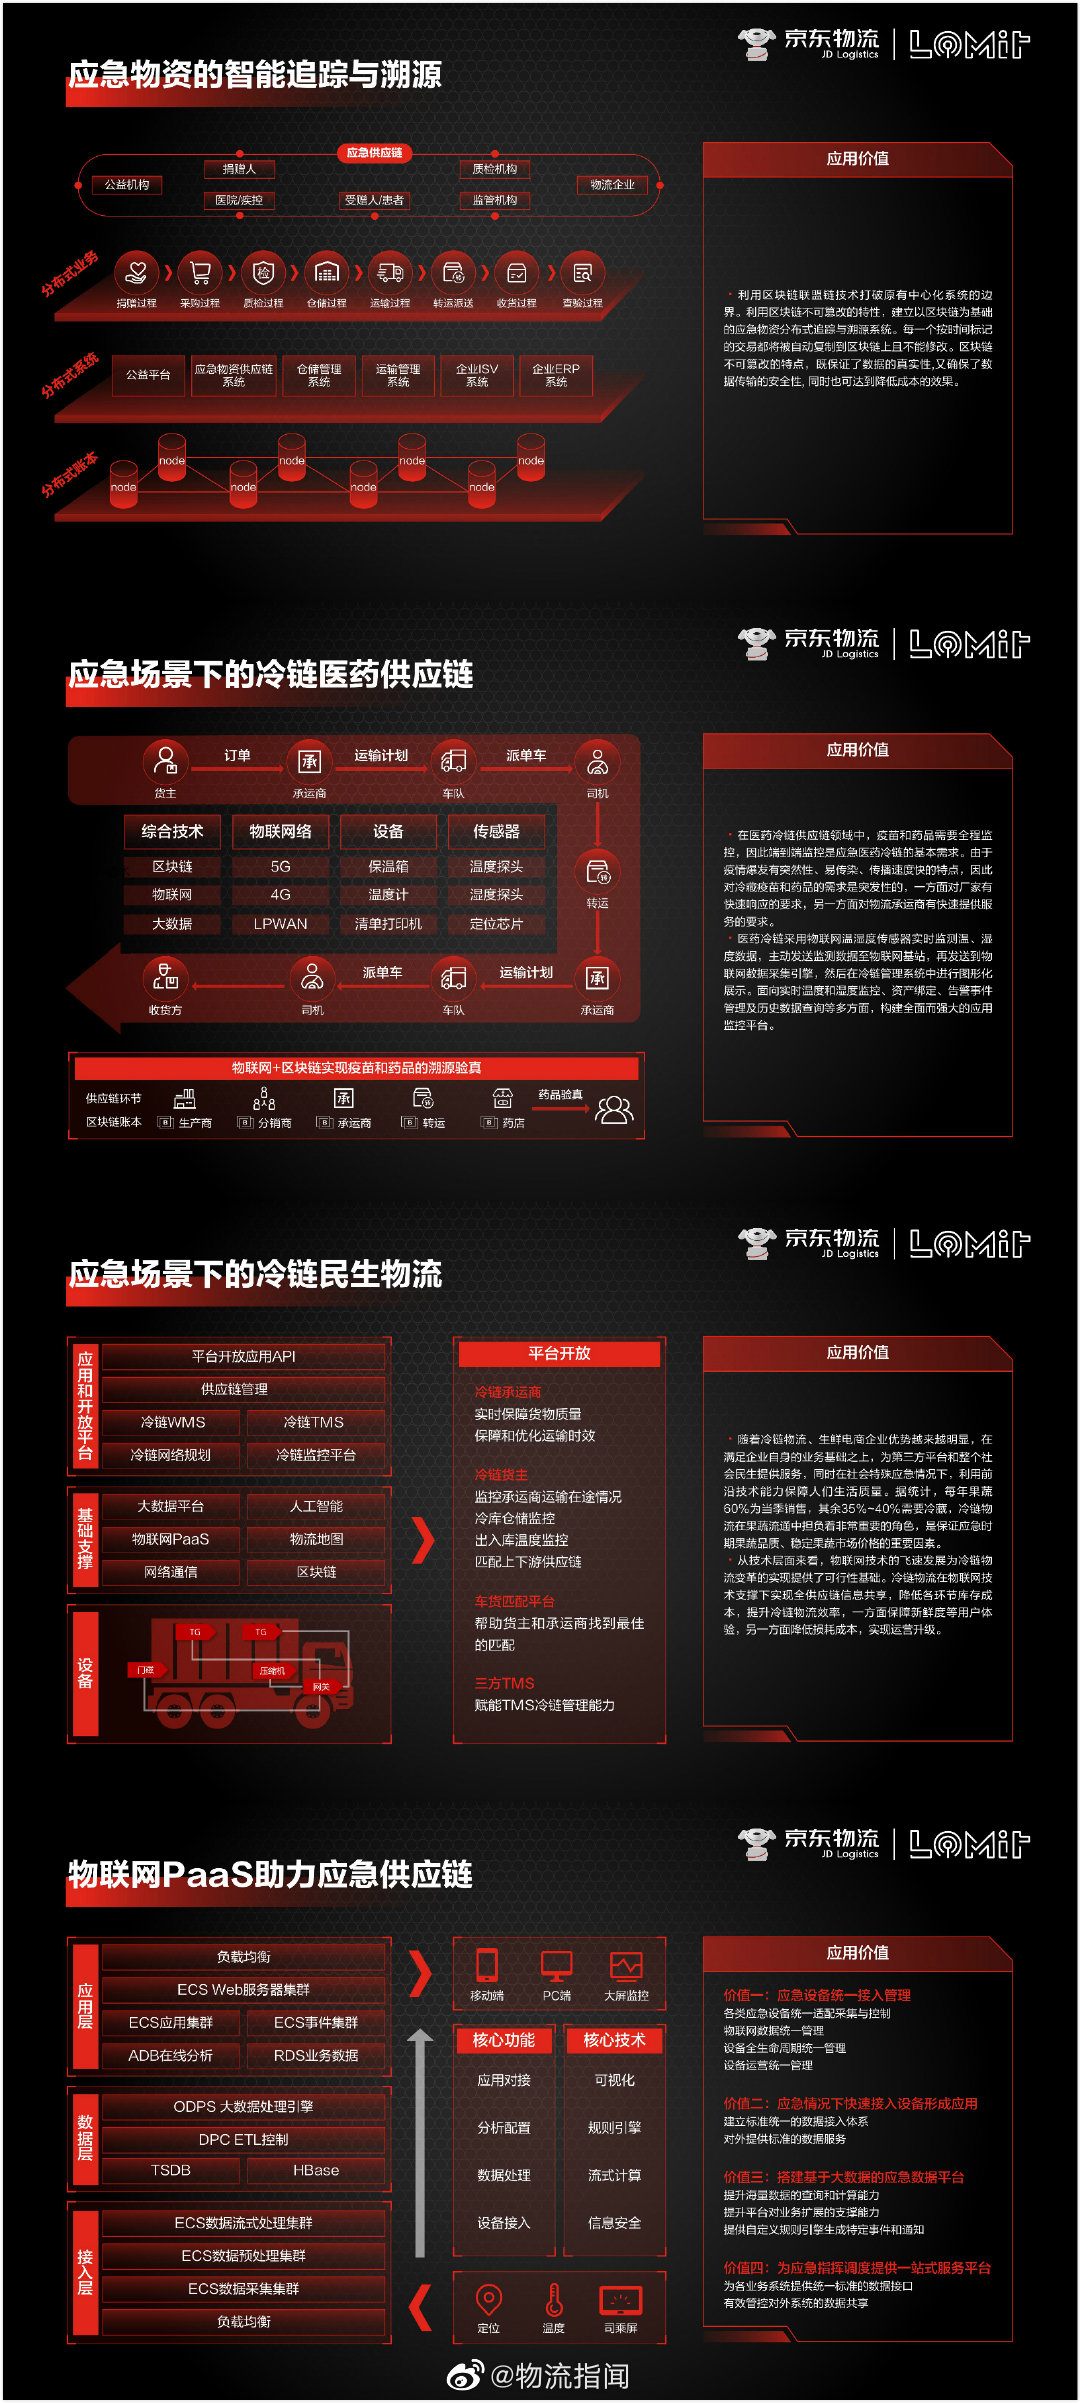 京东物流
JD Logistics
LOMir
应急物资的智能追踪与溯源
应急供应链
公益机构
捐赠人
医院/疾控
受赠人/患者
质检机构
监管机构
物流企业
分布式业务
检
转
捐赠过程
采购过程
质检过程
仓储过程
运输过程
转运派送
收货过程
查验过程
分布式系统
公益平台
应急物资供应链
系统
仓储管理
系统
运输管理
系统
企业ISV
系统
企业ERP
系统
分布式账本
node
node
node
node
node
node
node
node
应用价值
· 利用区块链联盟链技术打破原有中心化系统的边
界。利用区块链不可篡改的特性，建立以区块链为基础
的应急物资分布式追踪与溯源系统。每一个按时间标记
的交易都将被自动复制到区块链上且不能修改。区块链
不可篡改的特点，既保证了数据的真实性,又确保了数
据传输的安全性,同时也可达到降低成本的效果。
京东物流
JD Logistics
LOMir
应急场景下的冷链医药供应链
货主
订单
承
承运商
运输计划
车队
派单车
司机
转
转运
综合技术
物联网络
设备
传感器
区块链
5G
保温箱
温度探头
物联网
4G
温度计
湿度探头
大数据
LPWAN
清单打印机
定位芯片
收货方
司机
派单车
车队
运输计划
承
承运商
物联网+区块链实现疫苗和药品的溯源验真
供应链环节
承
转
药品验真
区块链账本
B 生产商
B 分销商
B 承运商
B 转运
B 药店
应用价值
· 在医药冷链供应链领域中，疫苗和药品需要全程监
控，因此端到端监控是应急医药冷链的基本需求。由于
疫情爆发有突然性、易传染、传播速度快的特点，因此
对冷藏疫苗和药品的需求是突发性的，一方面对厂家有
快速响应的要求，另一方面对物流承运商有快速提供服
务的要求。
· 医药冷链采用物联网温湿度传感器实时监测温、湿
度数据，主动发送监测数据至物联网基站，再发送到物
联网数据采集引擎，然后在冷链管理系统中进行图形化
展示。面向实时温度和湿度监控、资产绑定、告警事件
管理及历史数据查询等多方面，构建全面而强大的应用
监控平台。
京东物流
JD Logistics
LOMir
应急场景下的冷链民生物流
应用和开放平台
平台开放应用API
供应链管理
冷链WMS
冷链TMS
冷链网络规划
冷链监控平台
基础支撑
大数据平台
人工智能
物联网PaaS
物流地图
网络通信
区块链
设备
TG
TG
门磁
压缩机
网关
平台开放
冷链承运商
实时保障货物质量
保障和优化运输时效
冷链货主
监控承运商运输在途情况
冷库仓储监控
出入库温度监控
匹配上下游供应链
车货匹配平台
帮助货主和承运商找到最佳
的匹配
三方TMS
赋能TMS冷链管理能力
应用价值
· 随着冷链物流、生鲜电商企业优势越来越明显，在
满足企业自身的业务基础之上，为第三方平台和整个社
会民生提供服务，同时在社会特殊应急情况下，利用前
沿技术能力保障人们生活质量。据统计，每年果蔬
60%为当季销售，其余35%~40%需要冷藏，冷链物
流在果蔬流通中担负着非常重要的角色，是保证应急时
期果蔬品质、稳定果蔬市场价格的重要因素。
· 从技术层面来看，物联网技术的飞速发展为冷链物
流变革的实现提供了可行性基础。冷链物流在物联网技
术支撑下实现全供应链信息共享，降低各环节库存成
本，提升冷链物流效率，一方面保障新鲜度等用户体
验，另一方面降低损耗成本，实现运营升级。
京东物流
JD Logistics
LOMir
物联网PaaS助力应急供应链
应用层
负载均衡
ECS Web服务器集群
ECS应用集群
ECS事件集群
ADB在线分析
RDS业务数据
数据层
ODPS 大数据处理引擎
DPC ETL控制
TSDB
HBase
接入层
ECS数据流式处理集群
ECS数据预处理集群
ECS数据采集集群
负载均衡
移动端
PC端
大屏监控
核心功能
核心技术
应用对接
可视化
分析配置
规则引擎
数据处理
流式计算
设备接入
信息安全
定位
温度
司乘屏
应用价值
价值一：应急设备统一接入管理
各类应急设备统一适配采集与控制
物联网数据统一管理
设备全生命周期统一管理
设备运营统一管理
价值二：应急情况下快速接入设备形成应用
建立标准统一的数据接入体系
对外提供标准的数据服务
价值三：搭建基于大数据的应急数据平台
提升海量数据的查询和计算能力
提升平台对业务扩展的支撑能力
提供自定义规则引擎生成特定事件和通知
价值四：为应急指挥调度提供一站式服务平台
为各业务系统提供统一标准的数据接口
有效管控对外系统的数据共享
@物流指闻